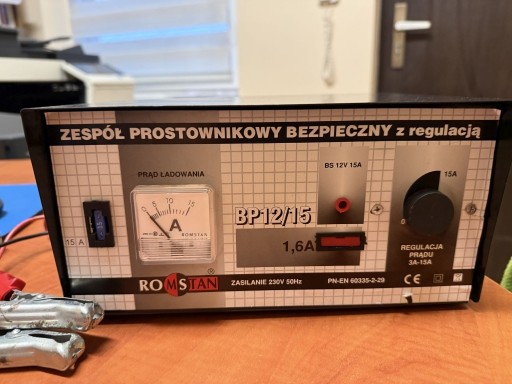 ZESPÓŁ PROSTOWNIKOWY BEZPIECZNY z regulacją
PRĄD ŁADOWANIA
BS 12V 15A
15A
5 10 15
A
ROMSTAN
BP12/15
15 A
1,6A
REGULACJA
PRĄDU
3A-15A
ROMSTAN®
ZASILANIE 230V 50Hz
PN-EN 60335-2-29
CE